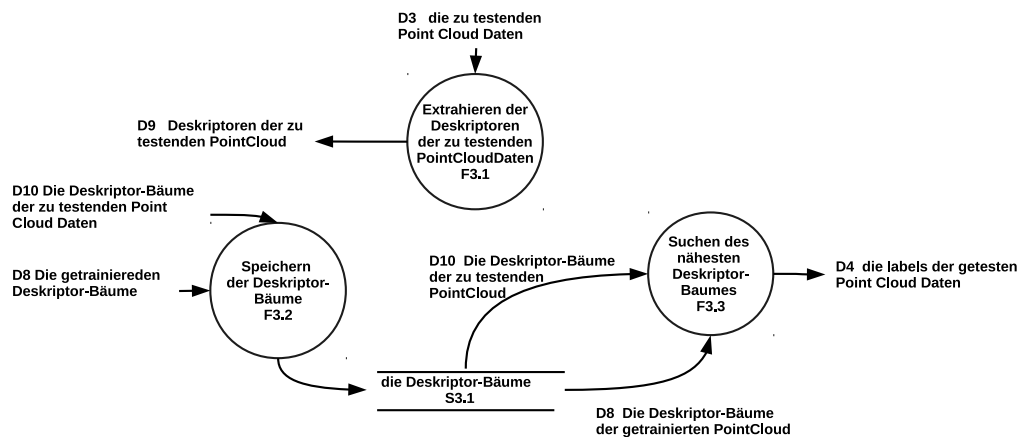 D3 die zu testenden
Point Cloud Daten
Extrahieren der
Deskriptoren
der zu testenden
PointCloudDaten
F3.1
D9 Deskriptoren der zu
testenden PointCloud
D10 Die Deskriptor-Bäume
der zu testenden Point
Cloud Daten
D8 Die getrainiereden
Deskriptor-Bäume
Speichern
der Deskriptor-
Bäume
F3.2
D10 Die Deskriptor-Bäume
der zu testenden
PointCloud
Suchen des
nähesten
Deskriptor-
Baumes
F3.3
D4 die labels der getesten
Point Cloud Daten
die Deskriptor-Bäume
S3.1
D8 Die Deskriptor-Bäume
der getrainierten PointCloud